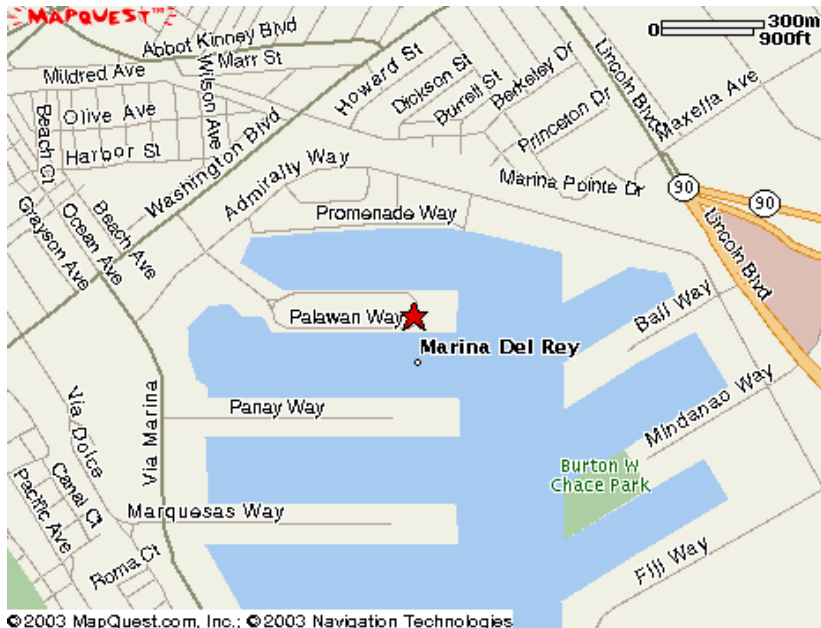 MAPQUEST™
300m
0
900ft
Abbot Kinney Blvd
Marr St
Mildred Ave
Wilson Ave
Howard St
Dickson St
Burrell St
Berkeley Dr
Lincoln Blvd
Maxella Ave
Beach Ct
Olive Ave
Harbor St
Washington Blvd
Princeton Dr
Admiralty Way
Marina Pointe Dr
90
90
Grayson Ave
Ocean Ave
Beach Ave
Promenade Way
Lincoln Blvd
Palawan Way
Bali Way
Marina Del Rey
Via Dolce
Via Marina
Panay Way
Mindanao Way
Burton W
Chace Park
Canal Ct
Pacific Ave
Marquesas Way
Roma Ct
Fiji Way
©2003 MapQuest.com, Inc.; ©2003 Navigation Technologies